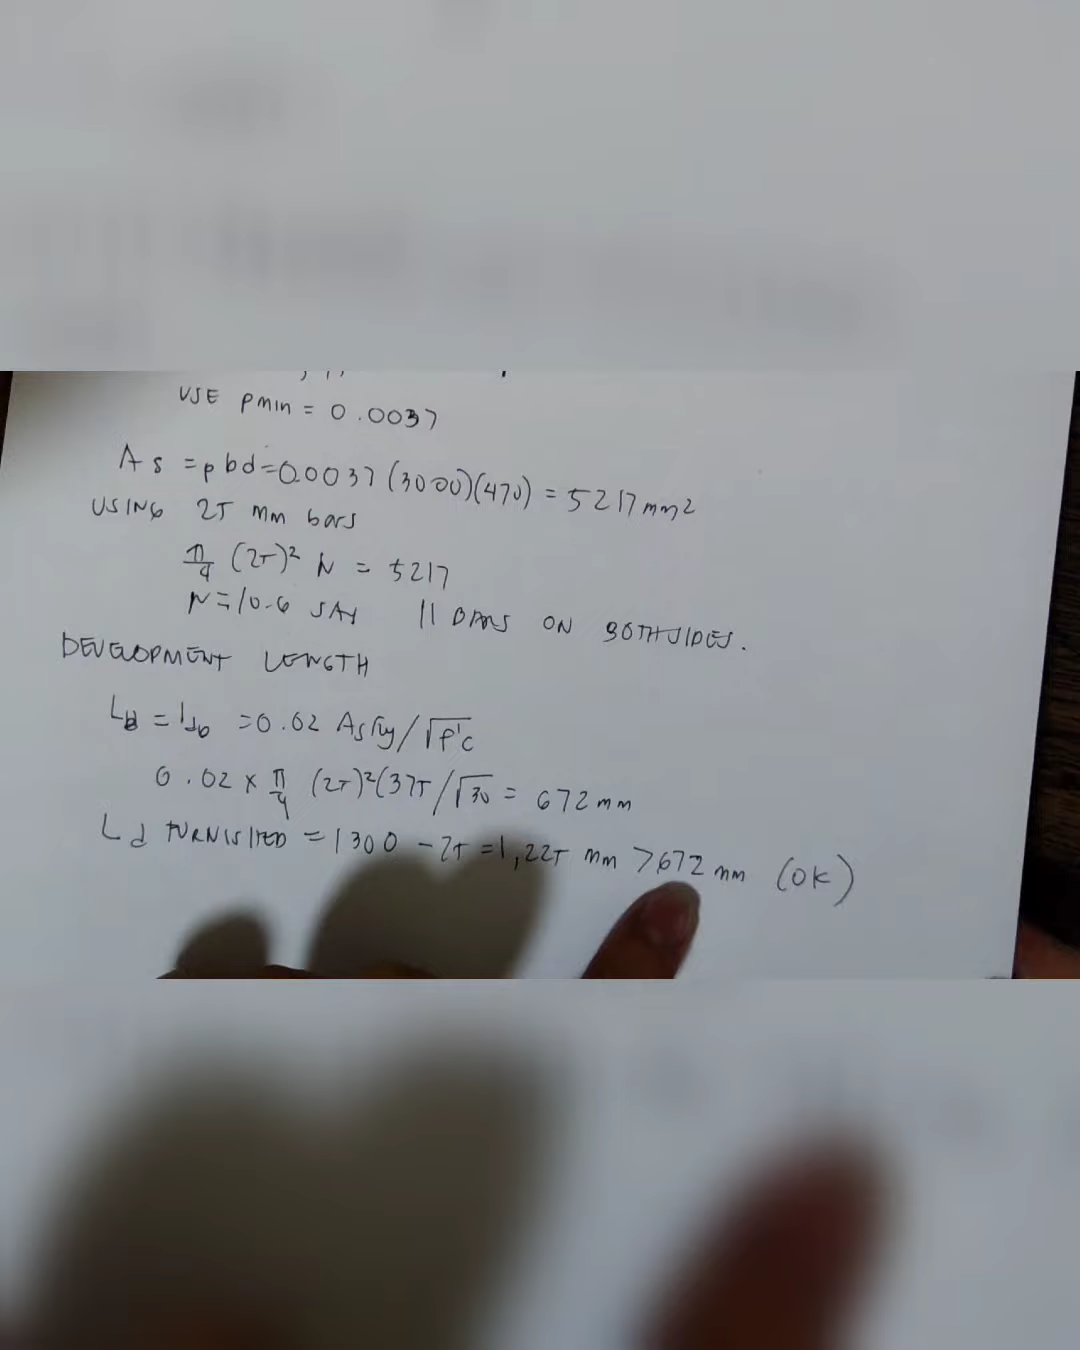 USE ρmin = 0.0037
As = ρbd = 0.0037 (3000)(470) = 5217 mm2
USING 25 mm bars
π/4 (25)² N = 5217
N = 10.6 SAY 11 BARS ON BOTH SIDES.
DEVELOPMENT LENGTH
Ld = ldb = 0.02 As fy / √f'c
0.02 x π/4 (25)²(375/√30 = 672 mm
Ld FURNISHED = 1300 - 75 = 1,225 mm > 672 mm (OK)